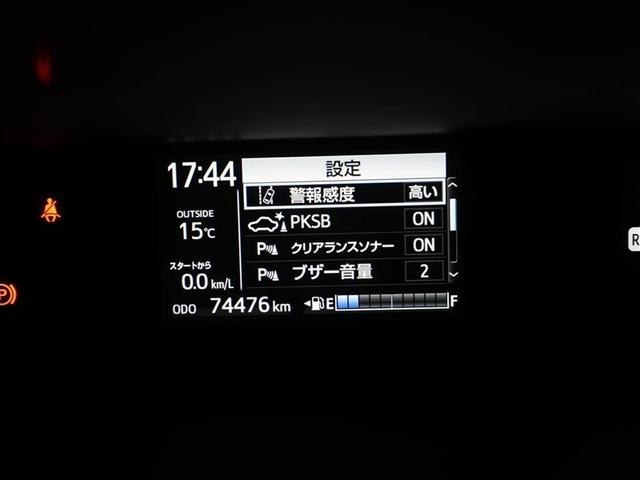 設定
17:44
警報感度 高い
OUTSIDE
15℃
PKSB ON
クリアランスソナー ON
スタートから
0.0 km/L
ブザー音量 2
ODO 74476 km
E F
P
R